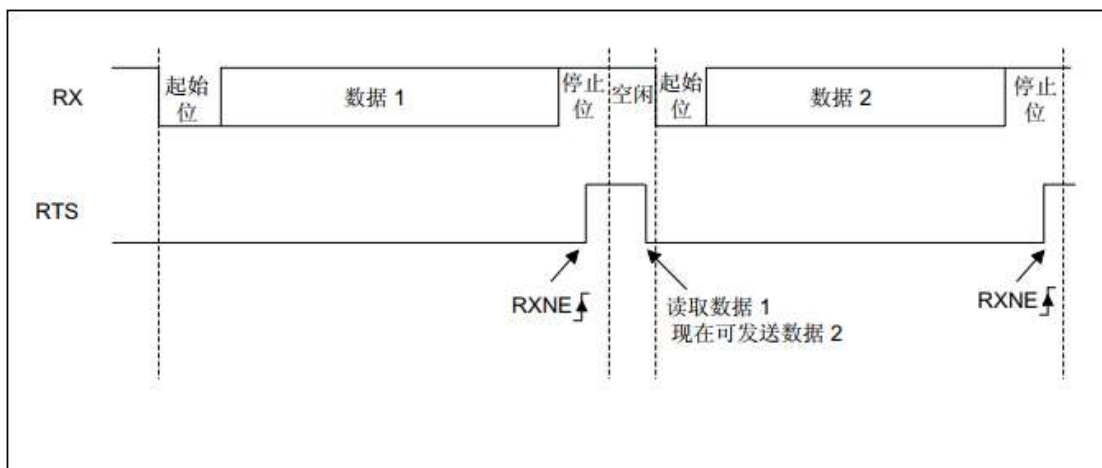 RX
起始
位
数据 1
停止
位
空闲
起始
位
数据 2
停止
位
RTS
RXNE
读取数据 1
现在可发送数据 2
RXNE